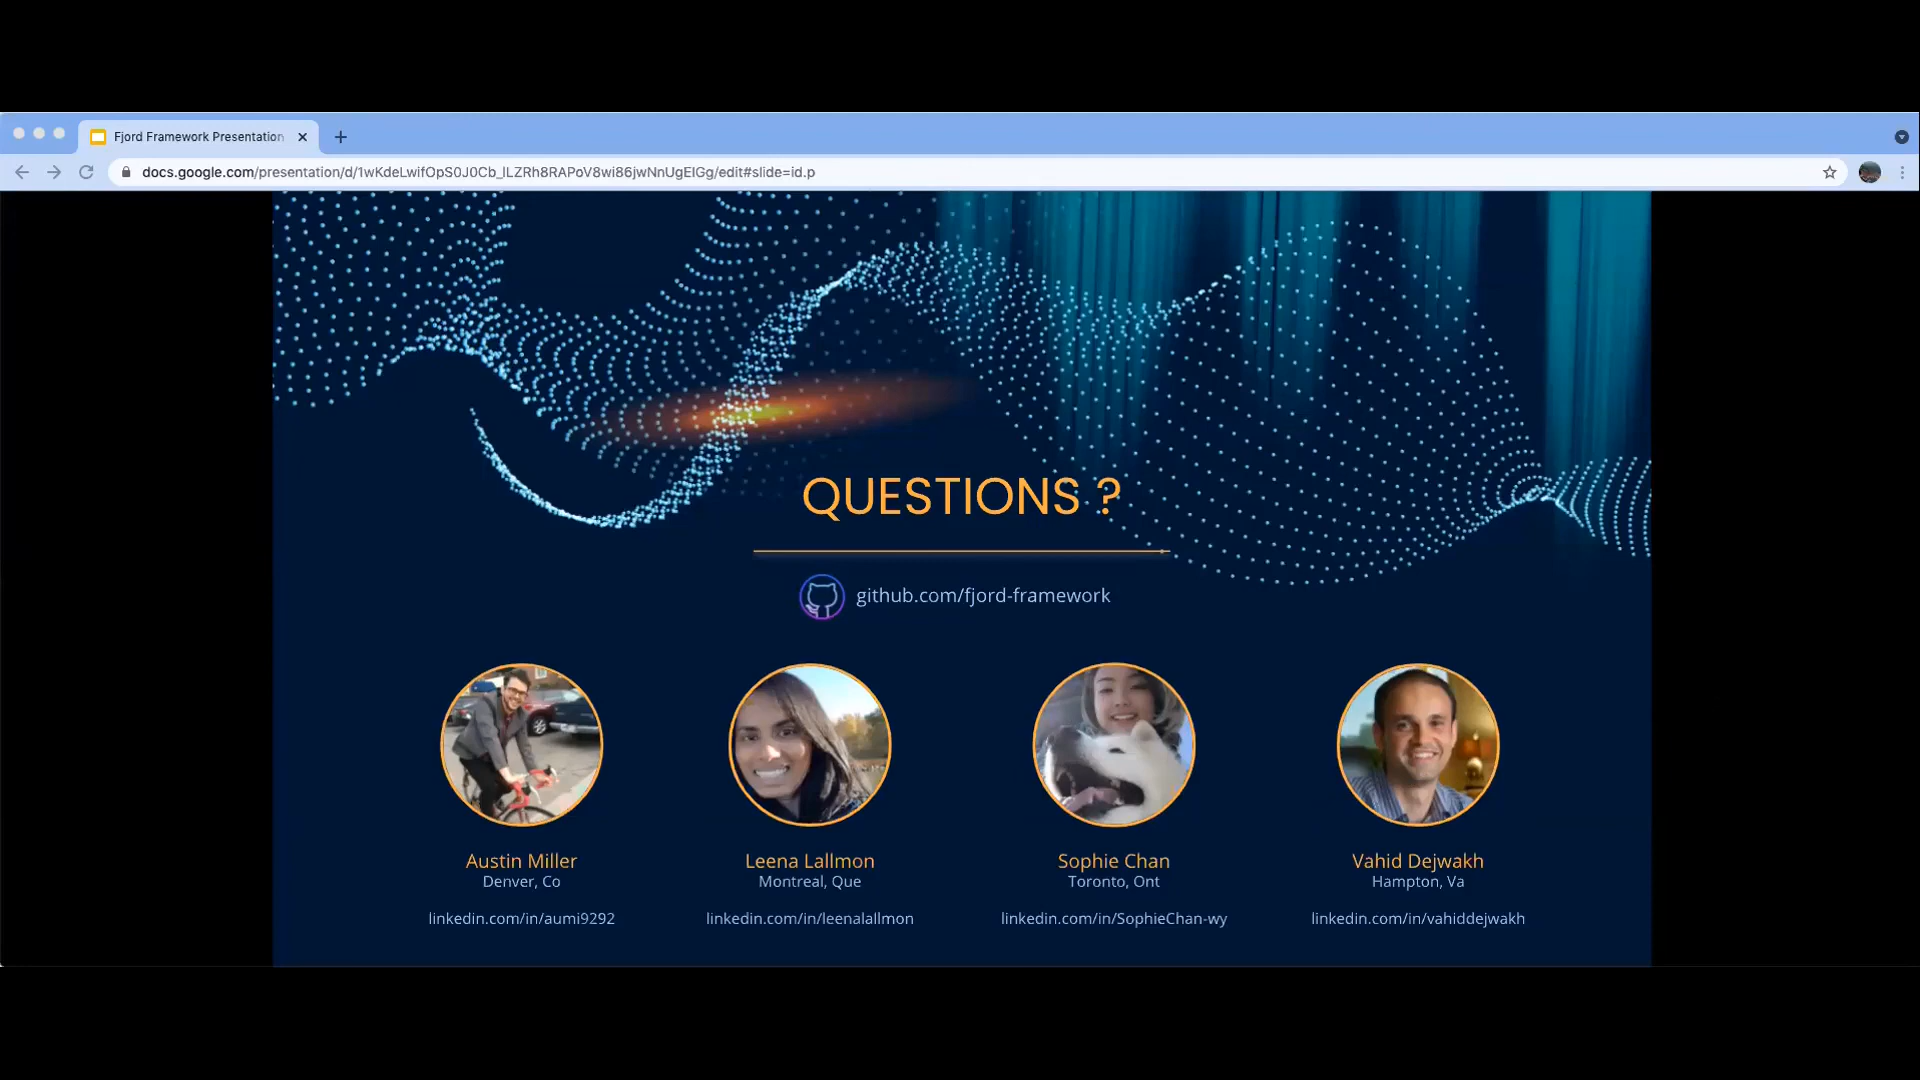 Fjord Framework Presentation
docs.google.com/presentation/d/1wKdeLwifOpS0J0Cb_lLZRh8RAPoV8wi86jwNnUgEIGg/edit#slide=id.p
QUESTIONS ?
github.com/fjord-framework
Austin Miller
Denver, Co
linkedin.com/in/aumi9292
Leena Lallmon
Montreal, Que
linkedin.com/in/leenalallmon
Sophie Chan
Toronto, Ont
linkedin.com/in/SophieChan-wy
Vahid Dejwakh
Hampton, Va
linkedin.com/in/vahiddejwakh